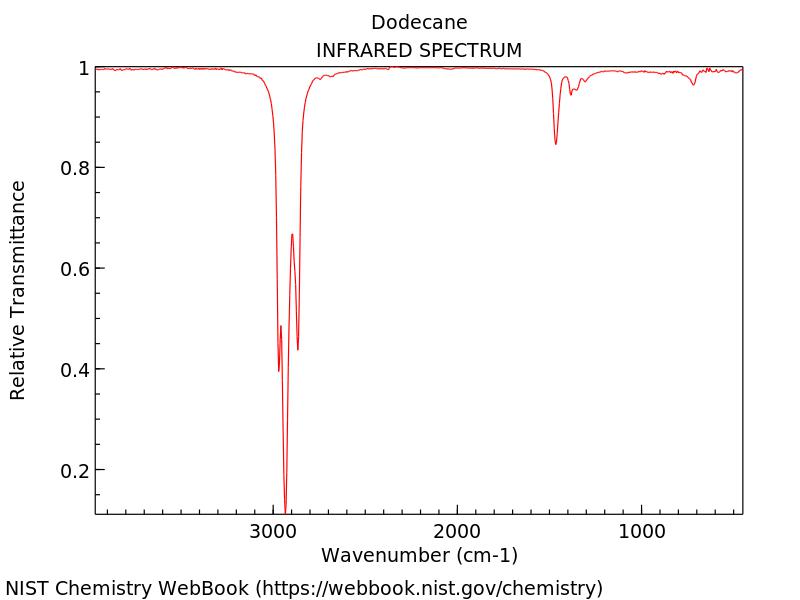 Dodecane
INFRARED SPECTRUM
1
0.8
0.6
0.4
0.2
Relative Transmittance
3000 2000 1000
Wavenumber (cm-1)
NIST Chemistry WebBook (https://webbook.nist.gov/chemistry)